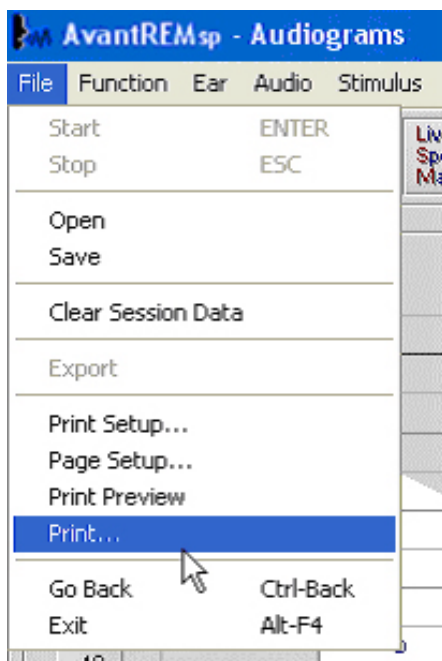 AvantREMsp - Audiograms
File Function Ear Audio Stimulus
Start ENTER
Stop ESC
Open
Save
Clear Session Data
Export
Print Setup...
Page Setup...
Print Preview
Print...
Go Back Ctrl-Back
Exit Alt-F4